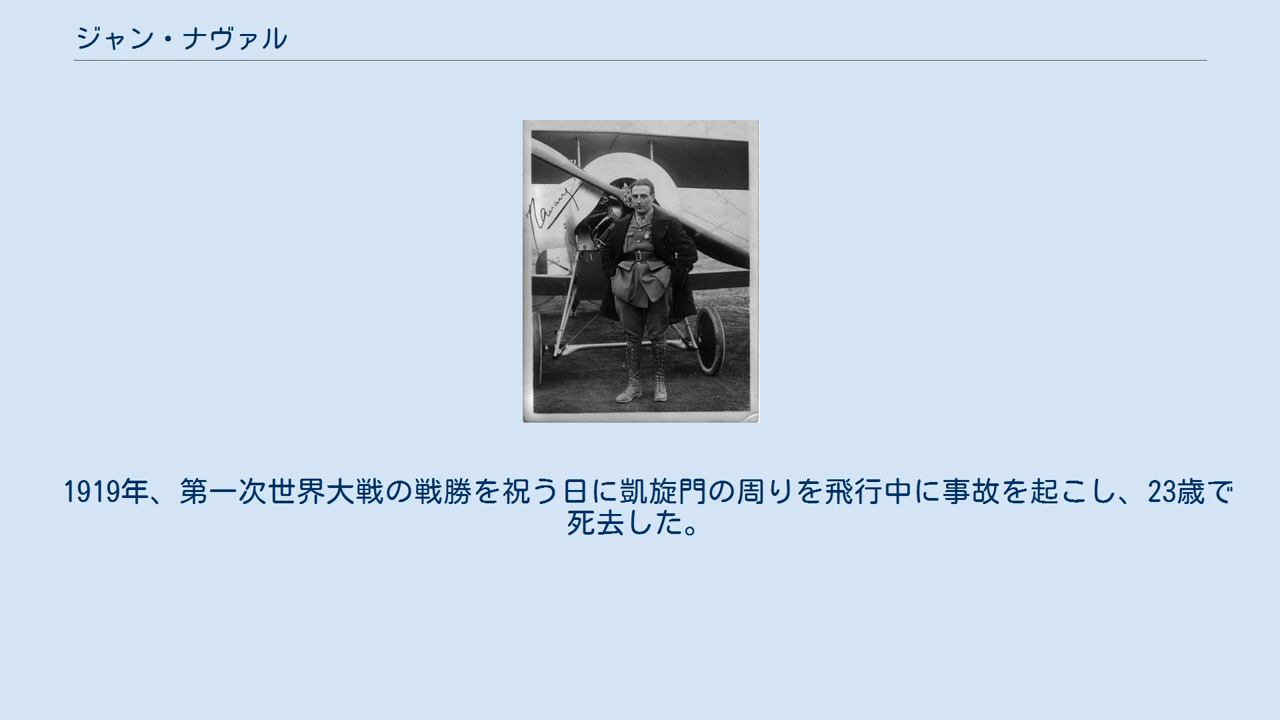 ジャン・ナヴァル
Navarre
1919年、第一次世界大戦の戦勝を祝う日に凱旋門の周りを飛行中に事故を起こし、23歳で
死去した。